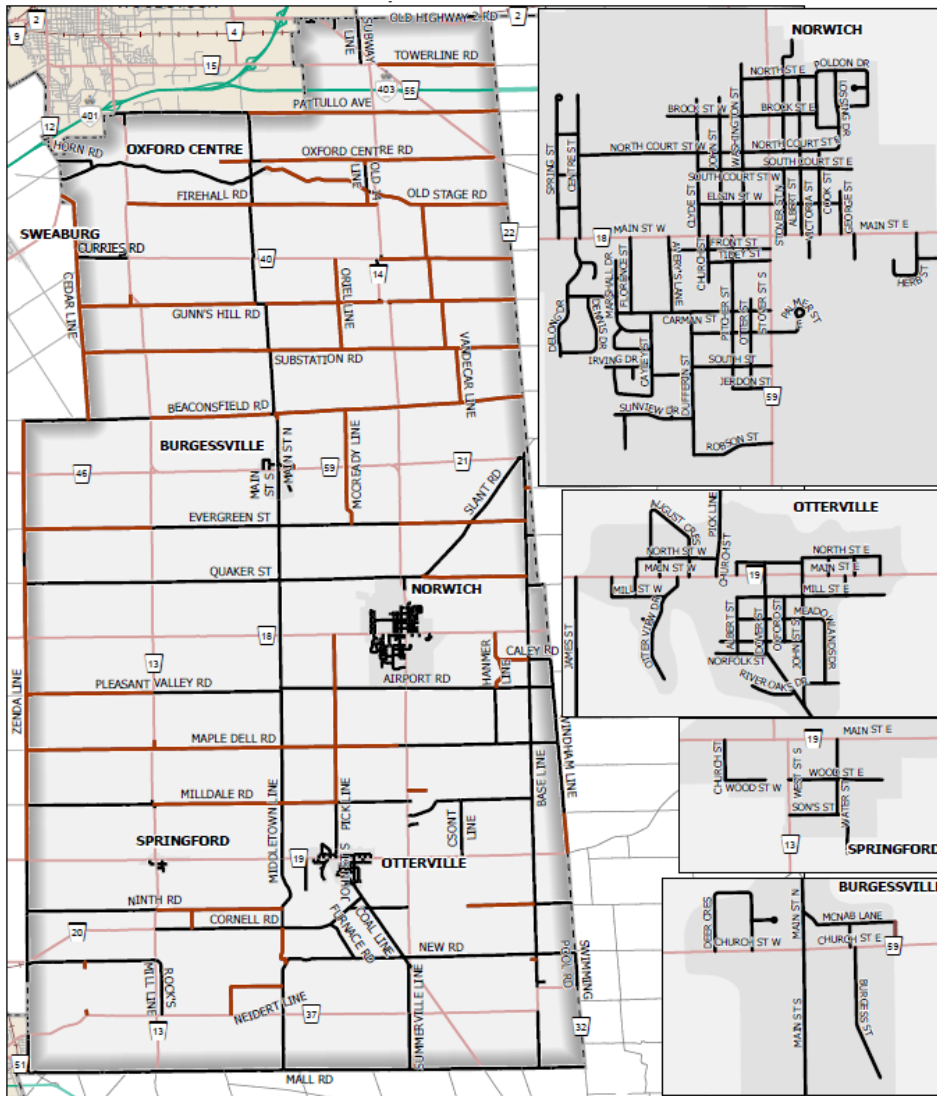 OLD HIGHWAY 2 RD
2
2
9
4
SUBWAY LINE
TOWERLINE RD
15
403
55
PATTULLO AVE
401
12
HORN RD
OXFORD CENTRE
OXFORD CENTRE RD
OLD 14 LINE
FIREHALL RD
OLD STAGE RD
SWEABURG
22
CURRIES RD
40
14
CEDAR LINE
ORIEL LINE
GUNN'S HILL RD
VANDECAR LINE
SUBSTATION RD
BEACONSFIELD RD
BURGESSVILLE
MAIN ST N
MAIN ST S
59
MCCREADY LINE
21
45
SLANT RD
EVERGREEN ST
QUAKER ST
NORWICH
18
13
HANMER LINE
CALEY RD
ZENDA LINE
PLEASANT VALLEY RD
AIRPORT RD
MAPLE DELL RD
WINDHAM LINE
BASE LINE
MILLDALE RD
MIDDLETOWN LINE
PICK LINE
CSONT LINE
SPRINGFORD
19
OTTERVILLE
JOHN ST S
NINTH RD
CORNELL RD
20
FURNACE RD
COAL LINE
NEW RD
SWIMMING POOL RD
ROCK'S MILL LINE
NEIDERT LINE
37
13
SUMMERVILLE LINE
32
51
MALL RD
NORWICH
NORTH ST E
POLDON DR
LOSSING DR
BROCK ST W
BROCK ST E
SPRING ST
CENTRE ST
JOHN ST
WASHINGTON ST
NORTH COURT ST W
NORTH COURT ST E
SOUTH COURT ST E
SOUTH COURT ST W
CLYDE ST
ELGIN ST W
STOVER ST N
ALBERT ST
VICTORIA ST
COOK ST
GEORGE ST
18
MAIN ST W
MAIN ST E
FRONT ST
TIDEY ST
CHURCH ST
AVERY'S LANE
FLORENCE ST
MARSHALL DR
HERB ST
DELONG DR
DENNIS DR
CARMAN ST
PITCHER ST
OTTER ST
STOVER ST S
PALMER ST
IRVING DR
CAYLEY ST
DUFFERIN ST
SOUTH ST
JERDON ST
59
SUNVIEW DR
ROBSON ST
OTTERVILLE
AUGUST CRES
PICK LINE
CHURCH ST
NORTH ST W
NORTH ST E
MAIN ST W
MAIN ST E
19
MILL ST W
MILL ST E
JAMES ST
OTTER VIEW DR
ALBERT ST
DOVER ST
OXFORD ST
JOHN ST S
MEADOWLANDS DR
NORFOLK ST
RIVER OAKS DR
19
MAIN ST E
CHURCH ST
WEST ST S
WOOD ST W
WOOD ST E
SON'S ST
WATER ST
13
SPRINGFORD
BURGESSVILLE
DEER CRES
MAIN ST N
MCNAB LANE
CHURCH ST W
CHURCH ST E
59
MAIN ST S
BURGESS ST